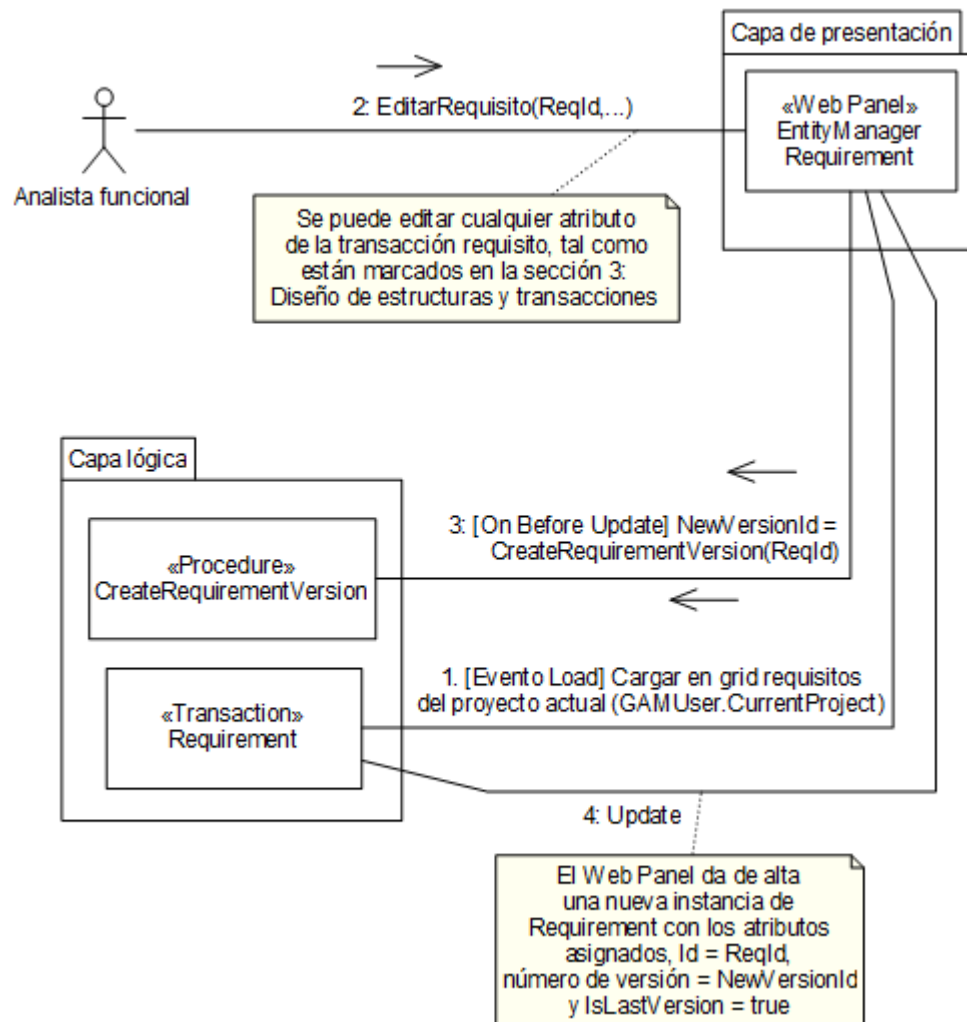 Capa de presentación
«Web Panel»
EntityManager
Requirement
2: EditarRequisito(ReqId,...)
Analista funcional
Se puede editar cualquier atributo
de la transacción requisito, tal como
están marcados en la sección 3:
Diseño de estructuras y transacciones
Capa lógica
3: [On Before Update] NewVersionId =
CreateRequirementVersion(ReqId)
«Procedure»
CreateRequirementVersion
1. [Evento Load] Cargar en grid requisitos
del proyecto actual (GAMUser.CurrentProject)
«Transaction»
Requirement
4: Update
El Web Panel da de alta
una nueva instancia de
Requirement con los atributos
asignados, Id = ReqId,
número de versión = NewVersionId
y IsLastVersion = true